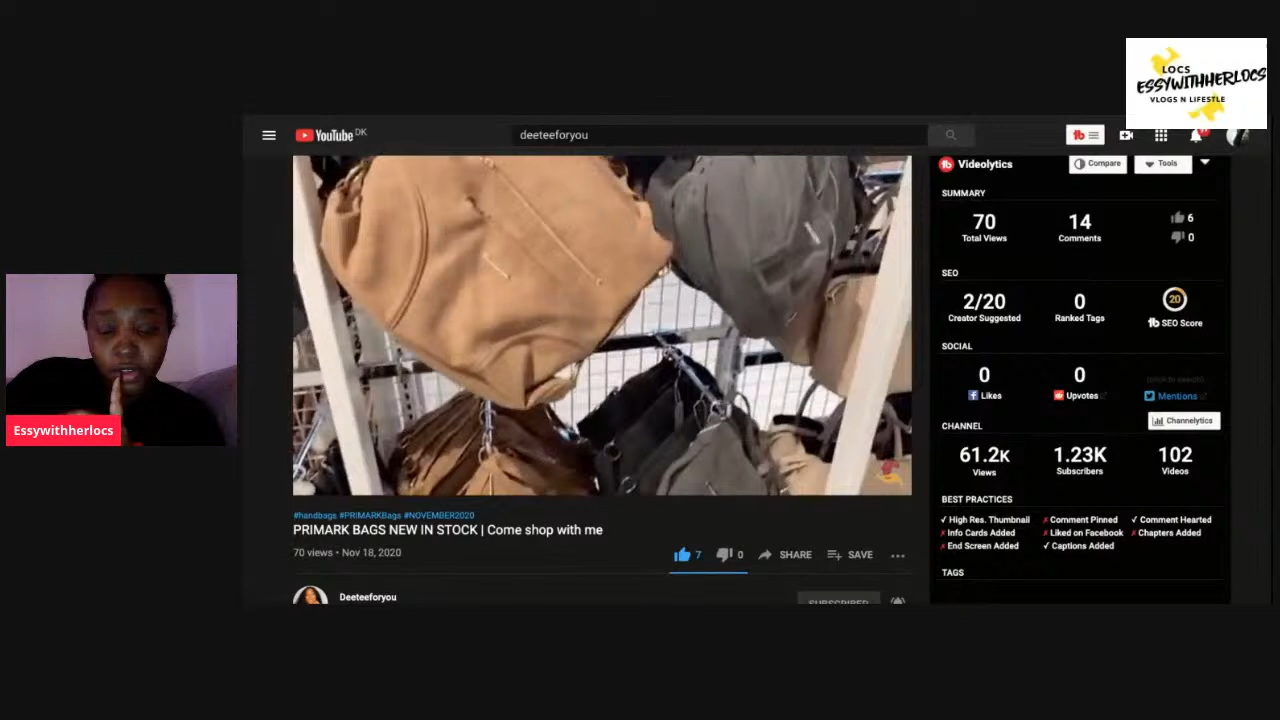 LOCS
ESSYWITHHERLOCS
VLOGS N LIFESTLE
YouTube DK
deeteeforyou
Videolytics
Compare
Tools
SUMMARY
70
14
6
Total Views
Comments
0
SEO
2/20
0
20
Creator Suggested
Ranked Tags
SEO Score
SOCIAL
0
0
Likes
Upvotes
Mentions
CHANNEL
Channelytics
61.2K
1.23K
102
Views
Subscribers
Videos
BEST PRACTICES
✓ High Res. Thumbnail
✗ Comment Pinned
✓ Comment Hearted
✗ Info Cards Added
✗ Liked on Facebook
✗ Chapters Added
✗ End Screen Added
✓ Captions Added
TAGS
Essywithherlocs
#handbags #PRIMARKBags #NOVEMBER2020
PRIMARK BAGS NEW IN STOCK | Come shop with me
70 views • Nov 18, 2020
7
0
SHARE
SAVE
Deeteeforyou
SUBSCRIBED